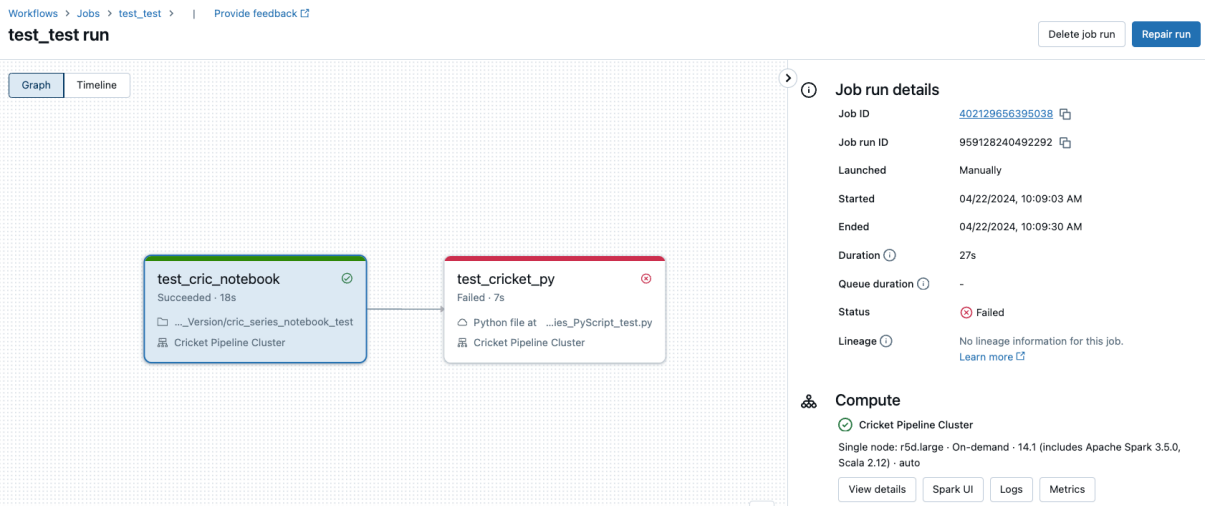 Workflows > Jobs > test_test > | Provide feedback
test_test run
Delete job run
Repair run
Graph
Timeline
test_cric_notebook
Succeeded · 18s
..._Version/cric_series_notebook_test
Cricket Pipeline Cluster
test_cricket_py
Failed · 7s
Python file at ...ies_PyScript_test.py
Cricket Pipeline Cluster
Job run details
Job ID 402129656395038
Job run ID 959128240492292
Launched Manually
Started 04/22/2024, 10:09:03 AM
Ended 04/22/2024, 10:09:30 AM
Duration 27s
Queue duration -
Status Failed
Lineage No lineage information for this job.
Learn more
Compute
Cricket Pipeline Cluster
Single node: r5d.large · On-demand · 14.1 (includes Apache Spark 3.5.0,
Scala 2.12) · auto
View details
Spark UI
Logs
Metrics